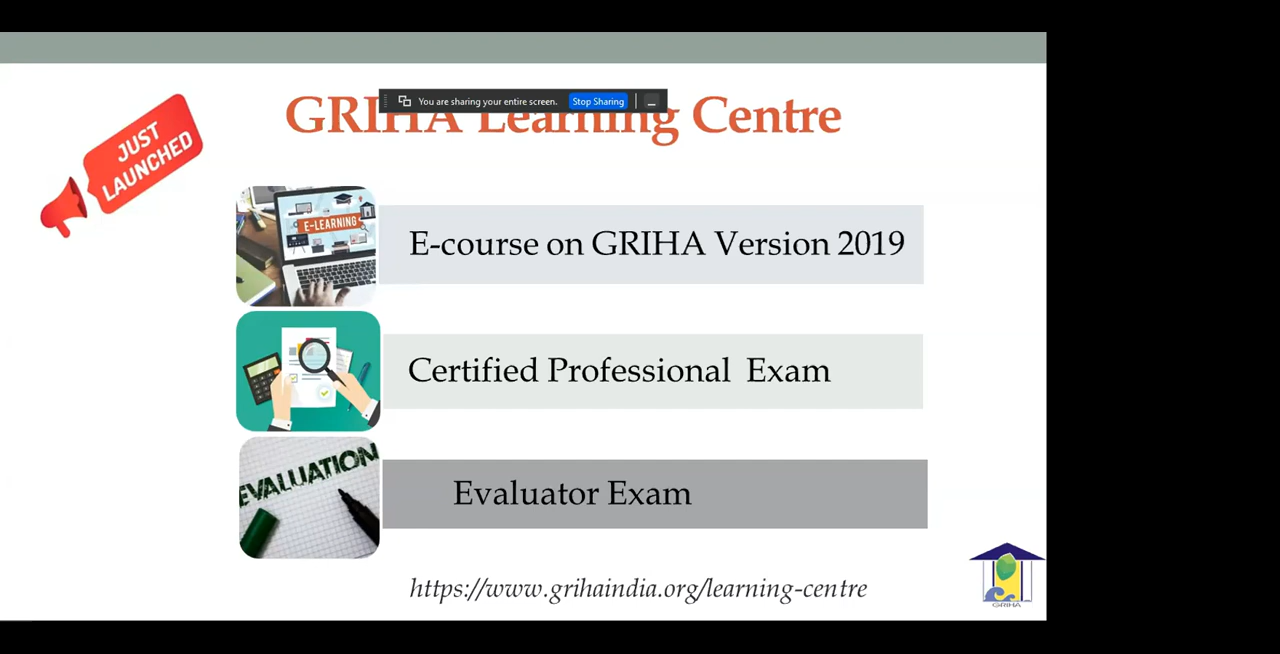 You are sharing your entire screen. Stop Sharing
GRIHA Learning Centre
JUST
LAUNCHED
E-LEARNING
E-course on GRIHA Version 2019
Certified Professional Exam
EVALUATION
Evaluator Exam
https://www.grihaindia.org/learning-centre
GRIHA